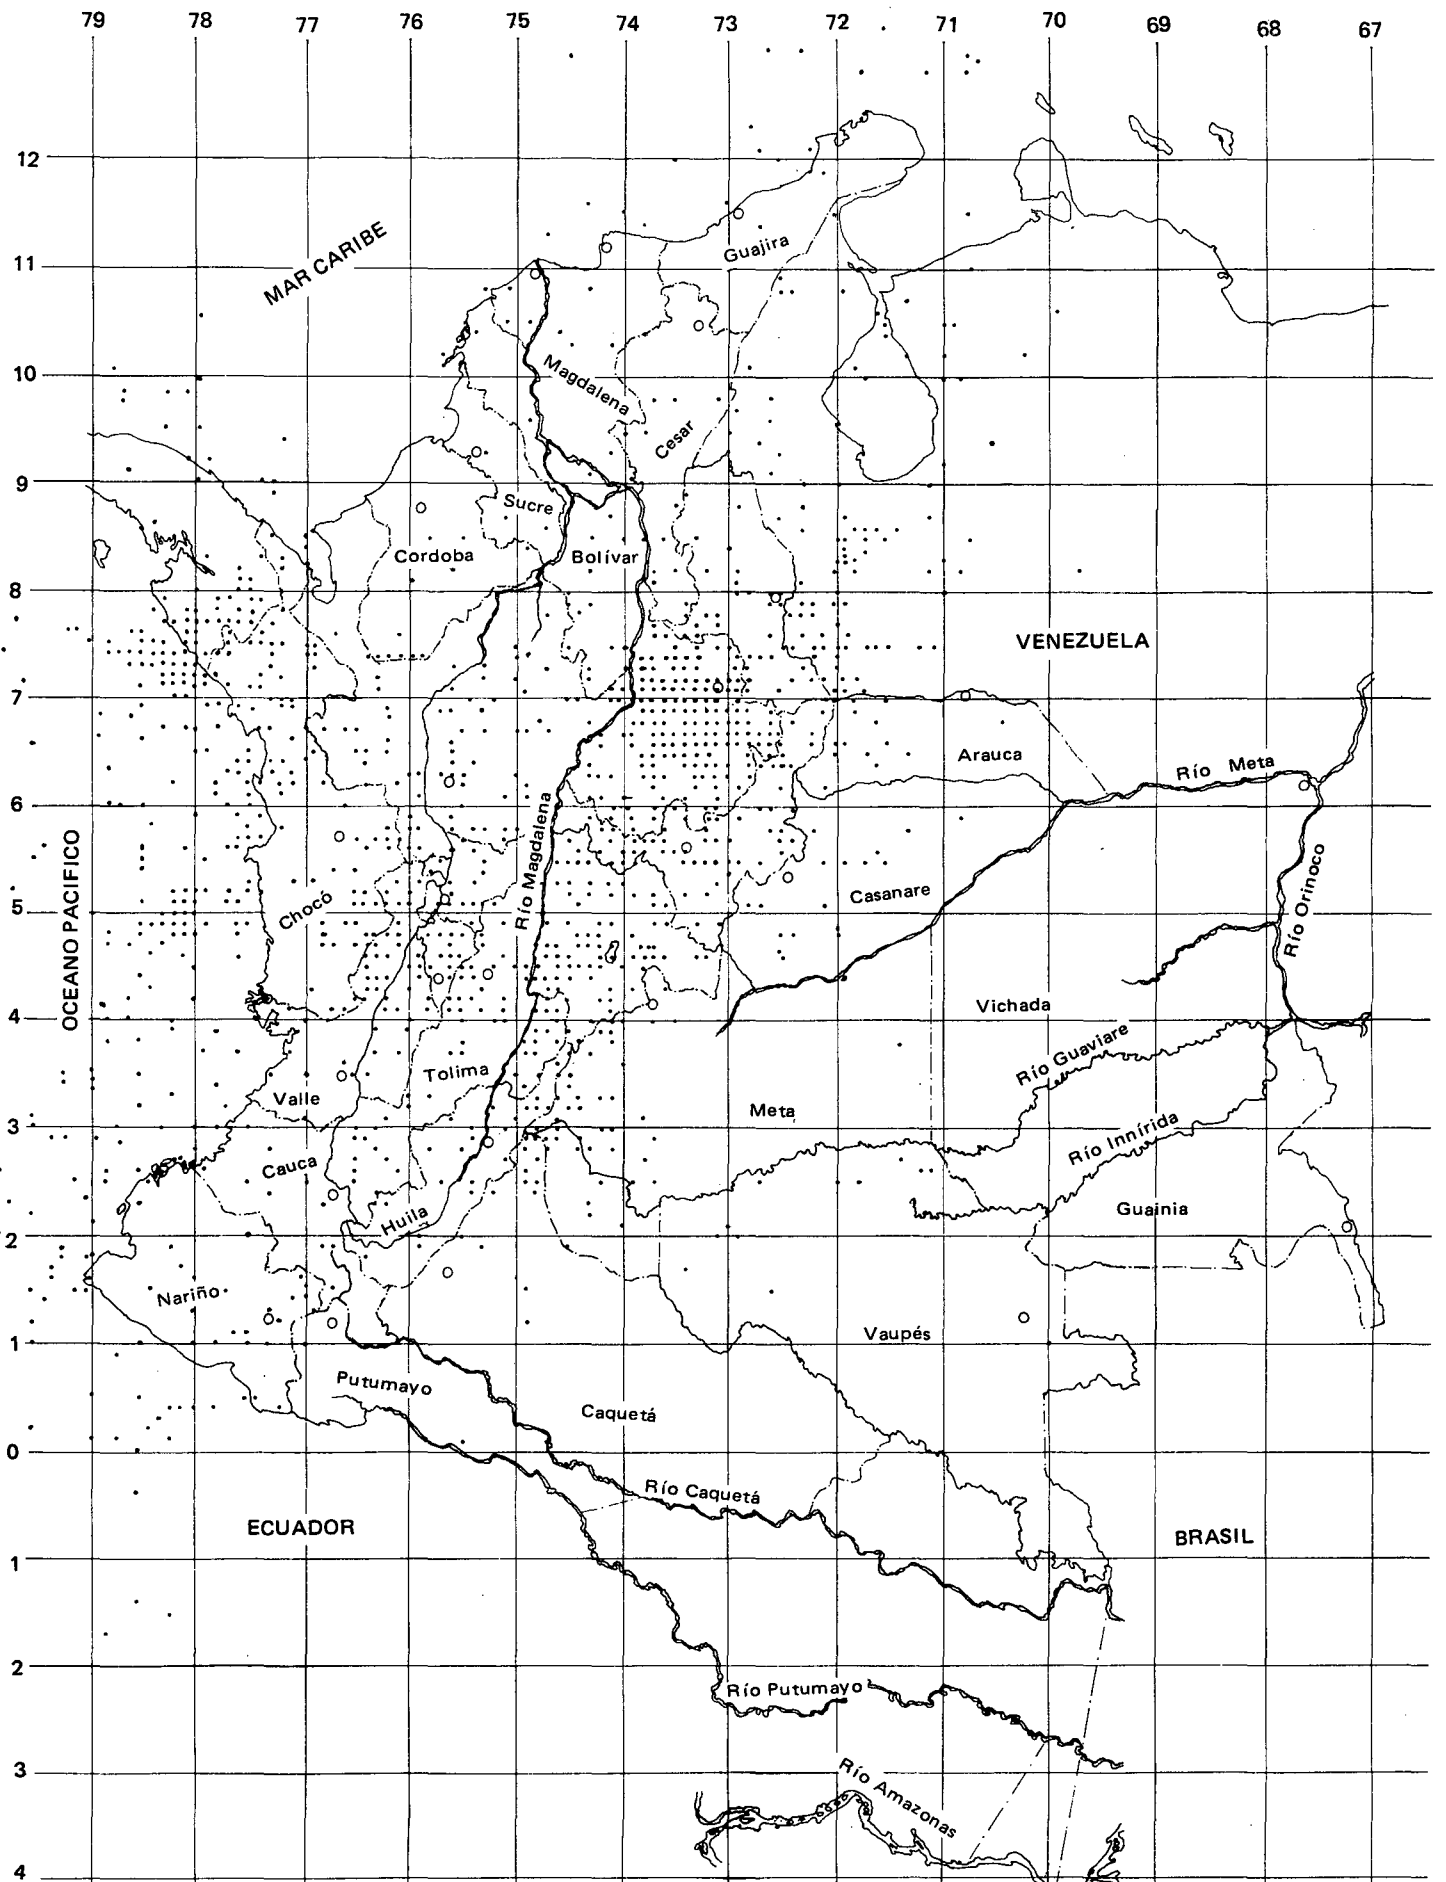 79 78 77 76 75 74 73 72 71 70 69 68 67
12
Guajira
MAR CARIBE
11
10
Magdalena
Cesar
9
Sucre
Cordoba
Bolívar
8
VENEZUELA
7
Arauca
Río Meta
6
Río Magdalena
OCEANO PACIFICO
Río Orinoco
Casanare
Chocó
5
Vichada
4
Río Guaviare
Tolima
Valle
Meta
3
Río Innírida
Cauca
Guainia
Huila
2
Nariño
Vaupés
1
Putumayo
Caquetá
0
Río Caquetá
ECUADOR
BRASIL
1
2
Río Putumayo
3
Río Amazonas
4